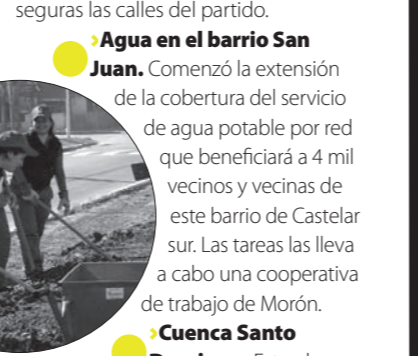 seguras las calles del partido.
›Agua en el barrio San
Juan. Comenzó la extensión
de la cobertura del servicio
de agua potable por red
que beneficiará a 4 mil
vecinos y vecinas de
este barrio de Castelar
sur. Las tareas las lleva
a cabo una cooperativa
de trabajo de Morón.
›Cuenca Santo